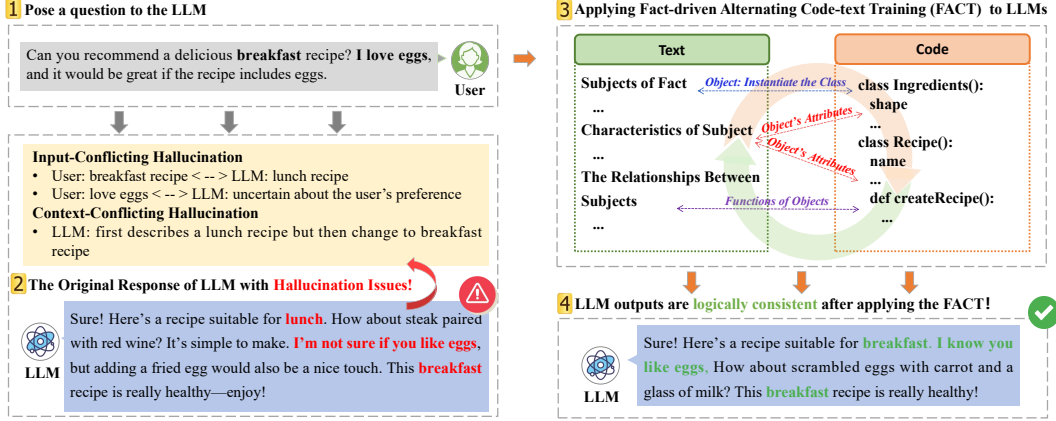 1 Pose a question to the LLM
Can you recommend a delicious breakfast recipe? I love eggs,
and it would be great if the recipe includes eggs.
User
Input-Conflicting Hallucination
• User: breakfast recipe < -- > LLM: lunch recipe
• User: love eggs < -- > LLM: uncertain about the user's preference
Context-Conflicting Hallucination
• LLM: first describes a lunch recipe but then change to breakfast
recipe
2 The Original Response of LLM with Hallucination Issues!
Sure! Here's a recipe suitable for lunch. How about steak paired
with red wine? It's simple to make. I'm not sure if you like eggs,
but adding a fried egg would also be a nice touch. This breakfast
recipe is really healthy—enjoy!
LLM
3 Applying Fact-driven Alternating Code-text Training (FACT) to LLMs
Text
Code
Subjects of Fact
...
Characteristics of Subject
...
The Relationships Between
Subjects
...
Object: Instantiate the Class
Object's Attributes
Object's Attributes
Functions of Objects
class Ingredients():
shape
...
class Recipe():
name
...
def createRecipe():
...
4 LLM outputs are logically consistent after applying the FACT!
Sure! Here's a recipe suitable for breakfast. I know you
like eggs. How about scrambled eggs with carrot and a
glass of milk? This breakfast recipe is really healthy!
LLM